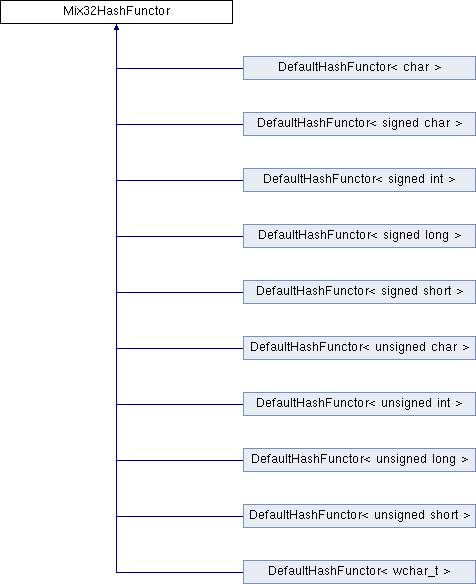 Mix32HashFunctor
DefaultHashFunctor< char >
DefaultHashFunctor< signed char >
DefaultHashFunctor< signed int >
DefaultHashFunctor< signed long >
DefaultHashFunctor< signed short >
DefaultHashFunctor< unsigned char >
DefaultHashFunctor< unsigned int >
DefaultHashFunctor< unsigned long >
DefaultHashFunctor< unsigned short >
DefaultHashFunctor< wchar_t >